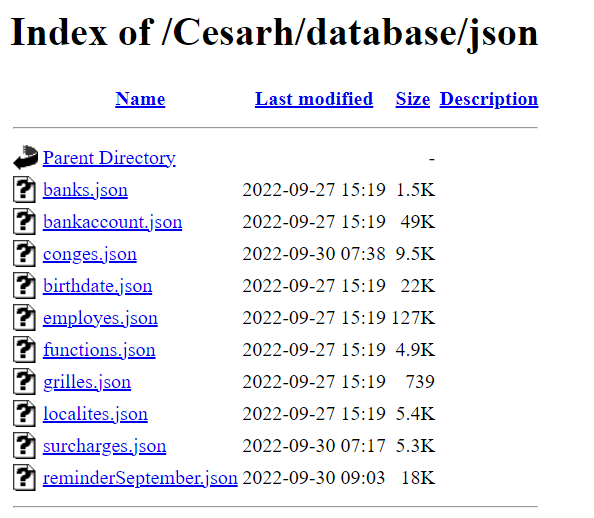 Index of /Cesarh/database/json
Name Last modified Size Description
Parent Directory -
banks.json 2022-09-27 15:19 1.5K
bankaccount.json 2022-09-27 15:19 49K
conges.json 2022-09-30 07:38 9.5K
birthdate.json 2022-09-27 15:19 22K
employes.json 2022-09-27 15:19 127K
functions.json 2022-09-27 15:19 4.9K
grilles.json 2022-09-27 15:19 739
localites.json 2022-09-27 15:19 5.4K
surcharges.json 2022-09-30 07:17 5.3K
reminderSeptember.json 2022-09-30 09:03 18K